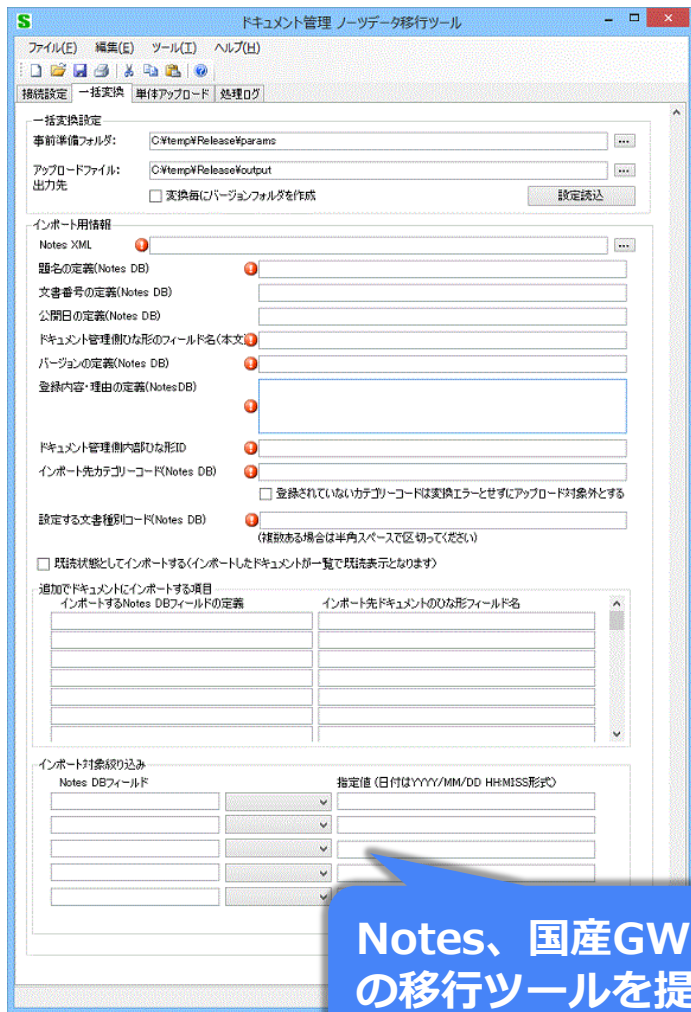 ドキュメント管理 ノーツデータ移行ツール
ファイル(F) 編集(E) ツール(T) ヘルプ(H)
接続設定 一括変換 単体アップロード 処理ログ
一括変換設定
事前準備フォルダ: C:¥temp¥Release¥params ...
アップロードファイル: C:¥temp¥Release¥output ...
出力先
変換毎にバージョンフォルダを作成 設定読込
インポート用情報
Notes XML ...
題名の定義(Notes DB)
文書番号の定義(Notes DB)
公開日の定義(Notes DB)
ドキュメント管理側ひな形のフィールド名(本文)
バージョンの定義(Notes DB)
登録内容・理由の定義(NotesDB)
ドキュメント管理側内部ひな形ID
インポート先カテゴリーコード(Notes DB)
登録されていないカテゴリーコードは変換エラーとせずにアップロード対象外とする
設定する文書種別コード(Notes DB)
(複数ある場合は半角スペースで区切ってください)
既読状態としてインポートする(インポートしたドキュメントが一覧で既読表示となります)
追加でドキュメントにインポートする項目
インポートするNotes DBフィールドの定義 インポート先ドキュメントのひな形フィールド名
インポート対象絞り込み
Notes DBフィールド 指定値 (日付はYYYY/MM/DD HH:MI:SS形式)
Notes、国産GW
の移行ツールを提